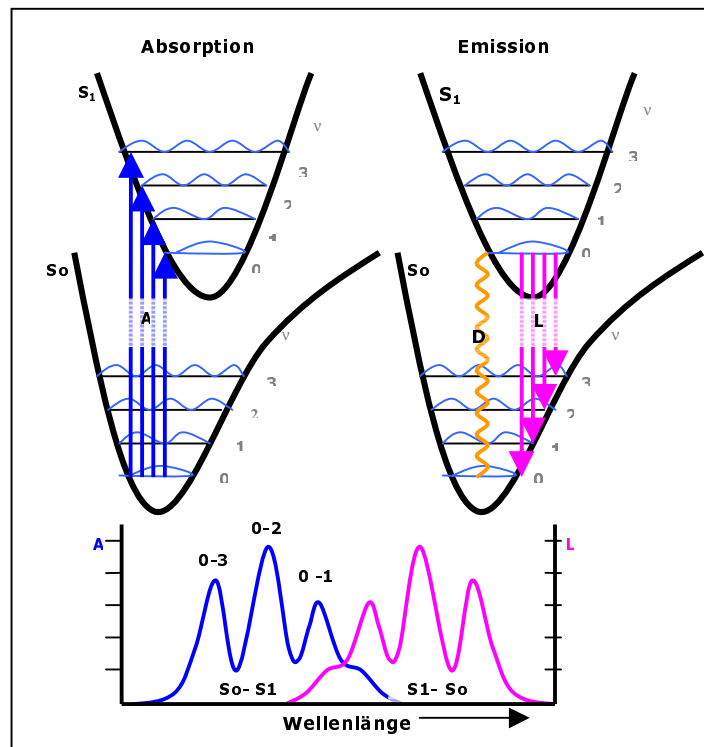 Absorption
Emission
S1
S1
ν
ν
3
3
2
2
1
1
0
0
So
So
A
L
D
ν
ν
3
3
2
2
1
1
0
0
A
L
0-2
0-3
0 -1
So- S1
S1- So
Wellenlänge